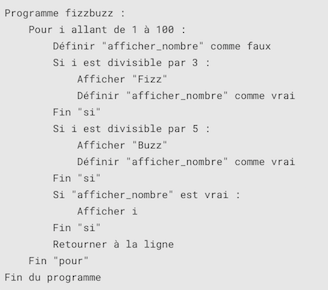 Programme fizzbuzz :
Pour i allant de 1 à 100 :
Définir "afficher_nombre" comme faux
Si i est divisible par 3 :
Afficher "Fizz"
Définir "afficher_nombre" comme vrai
Fin "si"
Si i est divisible par 5 :
Afficher "Buzz"
Définir "afficher_nombre" comme vrai
Fin "si"
Si "afficher_nombre" est vrai :
Afficher i
Fin "si"
Retourner à la ligne
Fin "pour"
Fin du programme